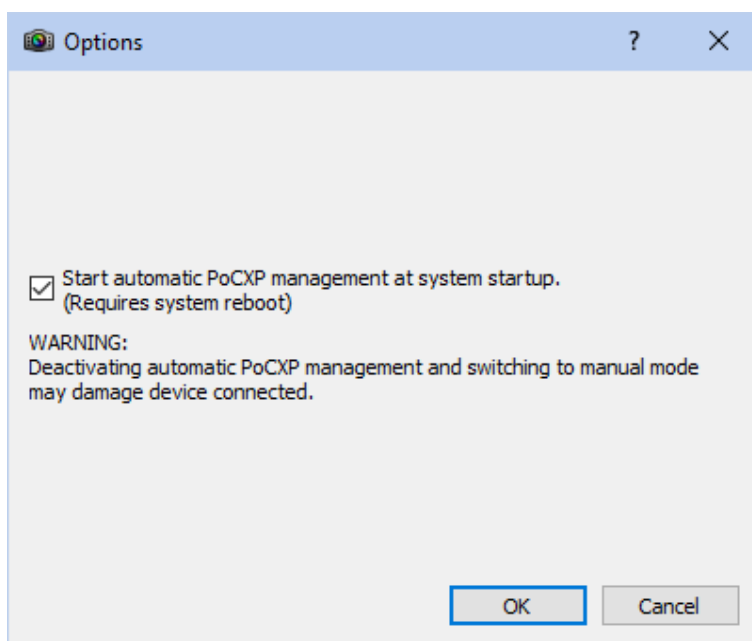 Options
?
Start automatic PoCXP management at system startup.
(Requires system reboot)
WARNING:
Deactivating automatic PoCXP management and switching to manual mode
may damage device connected.
OK
Cancel